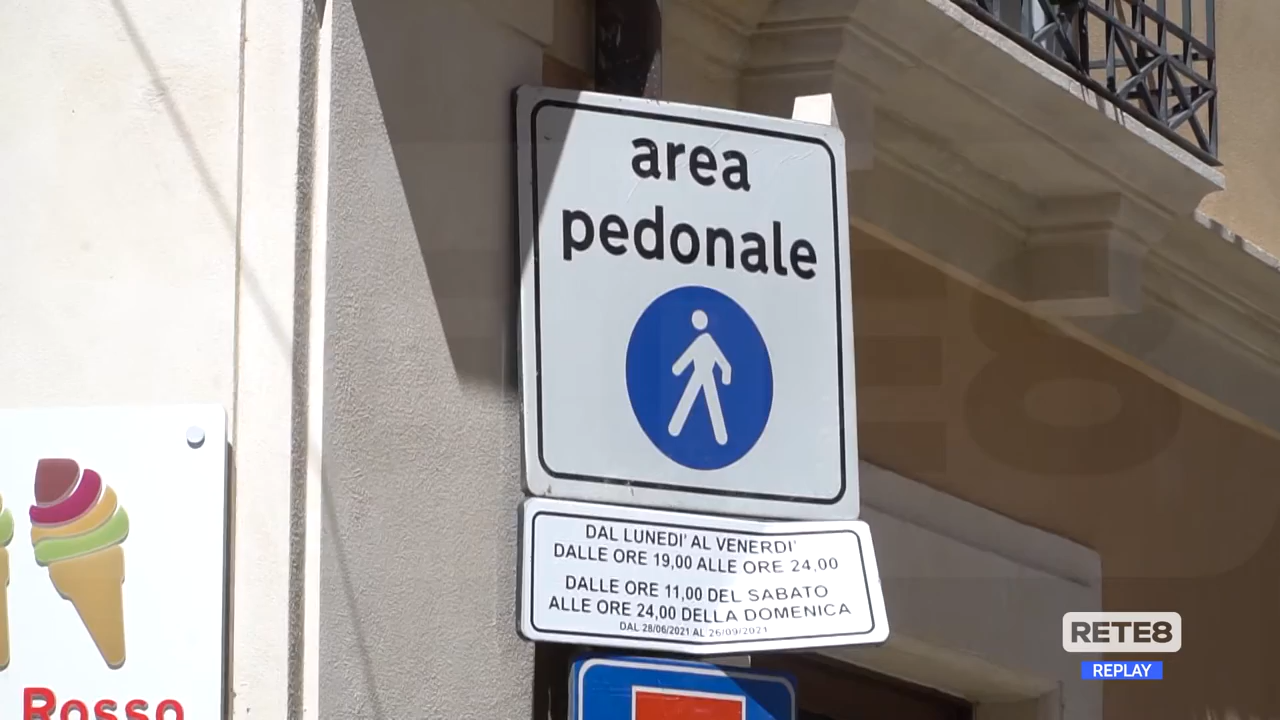 area
pedonale
DAL LUNEDI' AL VENERDI'
DALLE ORE 19,00 ALLE ORE 24,00
DALLE ORE 11,00 DEL SABATO
ALLE ORE 24,00 DELLA DOMENICA
DAL 28/06/2021 AL 26/09/2021
Rosso
RETE8
REPLAY